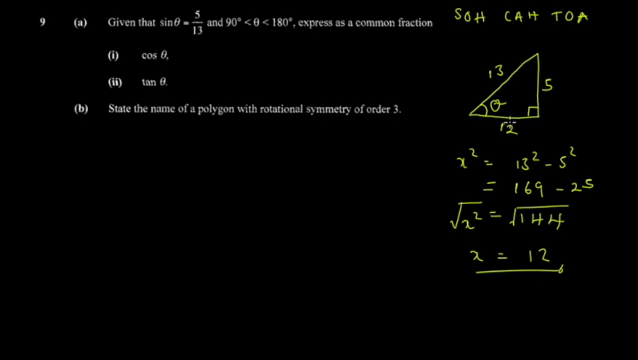 9 (a) Given that sin θ = 5/13 and 90° < θ < 180°, express as a common fraction
(i) cos θ,
(ii) tan θ.
(b) State the name of a polygon with rotational symmetry of order 3.
SOH CAH TOA
13
5
θ
12
x² = 13² - 5²
= 169 - 25
√x² = √144
x = 12